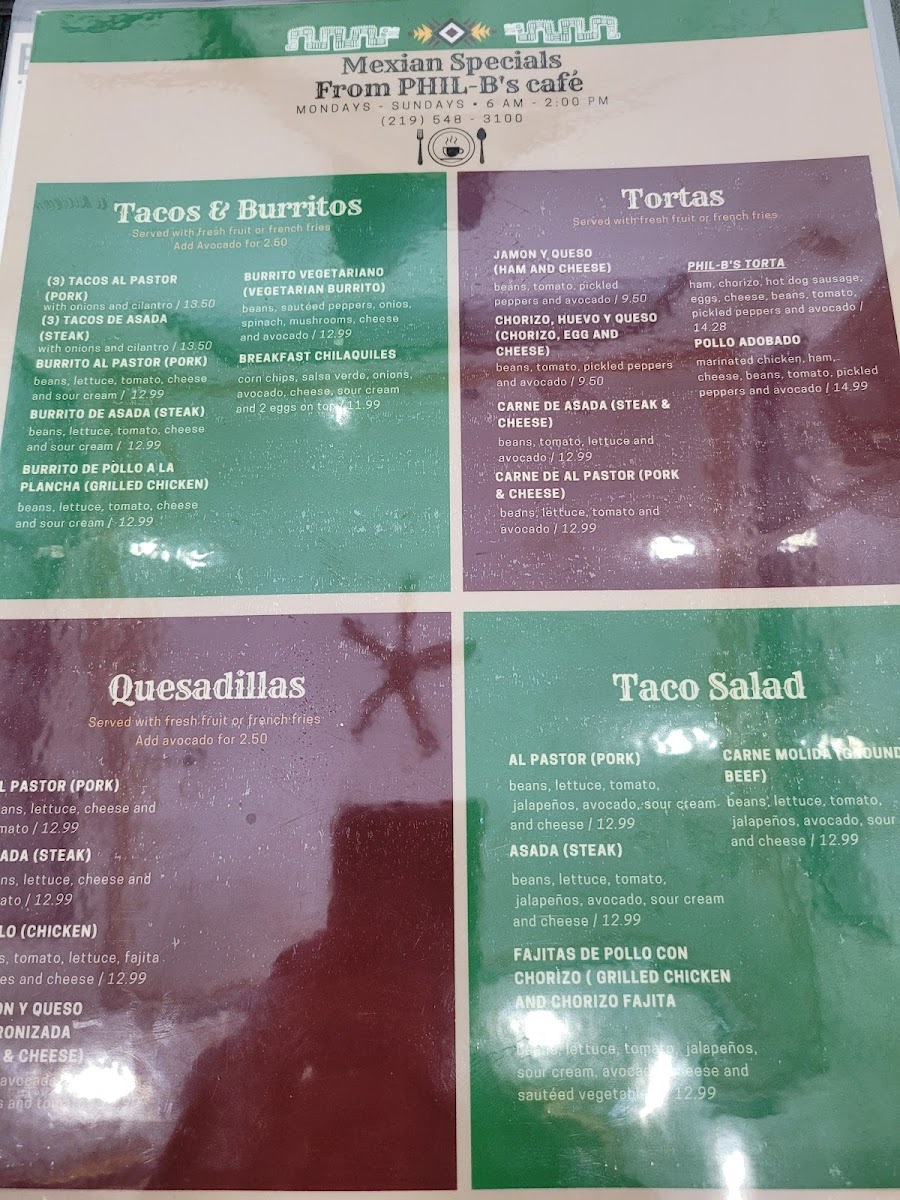 Mexian Specials
From PHIL-B's café
MONDAYS - SUNDAYS • 6 AM - 2:00 PM
(219) 548 - 3100
Tacos & Burritos
Served with fresh fruit or french fries
Add Avocado for 2.50
(3) TACOS AL PASTOR
(PORK)
with onions and cilantro / 13.50
(3) TACOS DE ASADA
(STEAK)
with onions and cilantro / 13.50
BURRITO AL PASTOR (PORK)
beans, lettuce, tomato, cheese
and sour cream / 12.99
BURRITO DE ASADA (STEAK)
beans, lettuce, tomato, cheese
and sour cream / 12.99
BURRITO DE POLLO A LA
PLANCHA (GRILLED CHICKEN)
beans, lettuce, tomato, cheese
and sour cream / 12.99
BURRITO VEGETARIANO
(VEGETARIAN BURRITO)
beans, sautéed peppers, onios,
spinach, mushrooms, cheese
and avocado / 12.99
BREAKFAST CHILAQUILES
corn chips, salsa verde, onions,
avocado, cheese, sour cream
and 2 eggs on top / 11.99
Tortas
Served with fresh fruit or french fries
JAMON Y QUESO
(HAM AND CHEESE)
beans, tomato, pickled
peppers and avocado / 9.50
CHORIZO, HUEVO Y QUESO
(CHORIZO, EGG AND
CHEESE)
beans, tomato, pickled peppers
and avocado / 9.50
CARNE DE ASADA (STEAK &
CHEESE)
beans, tomato, lettuce and
avocado / 12.99
CARNE DE AL PASTOR (PORK
& CHEESE)
beans, lettuce, tomato and
avocado / 12.99
PHIL-B'S TORTA
ham, chorizo, hot dog sausage,
eggs, cheese, beans, tomato,
pickled peppers and avocado /
14.28
POLLO ADOBADO
marinated chicken, ham,
cheese, beans, tomato, pickled
peppers and avocado / 14.99
Quesadillas
Served with fresh fruit or french fries
Add avocado for 2.50
L PASTOR (PORK)
ans, lettuce, cheese and
mato / 12.99
ADA (STEAK)
ns, lettuce, cheese and
ato / 12.99
LO (CHICKEN)
s, tomato, lettuce, fajita
es and cheese / 12.99
ON Y QUESO
RONIZADA
& CHEESE)
avocado
s and
Taco Salad
AL PASTOR (PORK)
beans, lettuce, tomato,
jalapeños, avocado, sour cream
and cheese / 12.99
ASADA (STEAK)
beans, lettuce, tomato,
jalapeños, avocado, sour cream
and cheese / 12.99
FAJITAS DE POLLO CON
CHORIZO ( GRILLED CHICKEN
AND CHORIZO FAJITA
beans, lettuce, tomato, jalapeños,
sour cream, avocado, cheese and
sautéed vegetables / 12.99
CARNE MOLIDA (GROUND
BEEF)
beans, lettuce, tomato,
jalapeños, avocado, sour
and cheese / 12.99